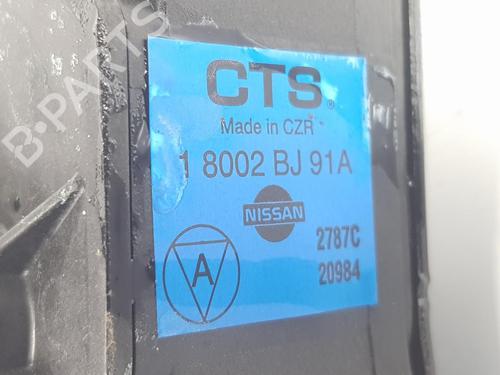 CTS®
Made in CZR
1 8002 BJ 91A
NISSAN
2787C
A
20984
B-PARTS